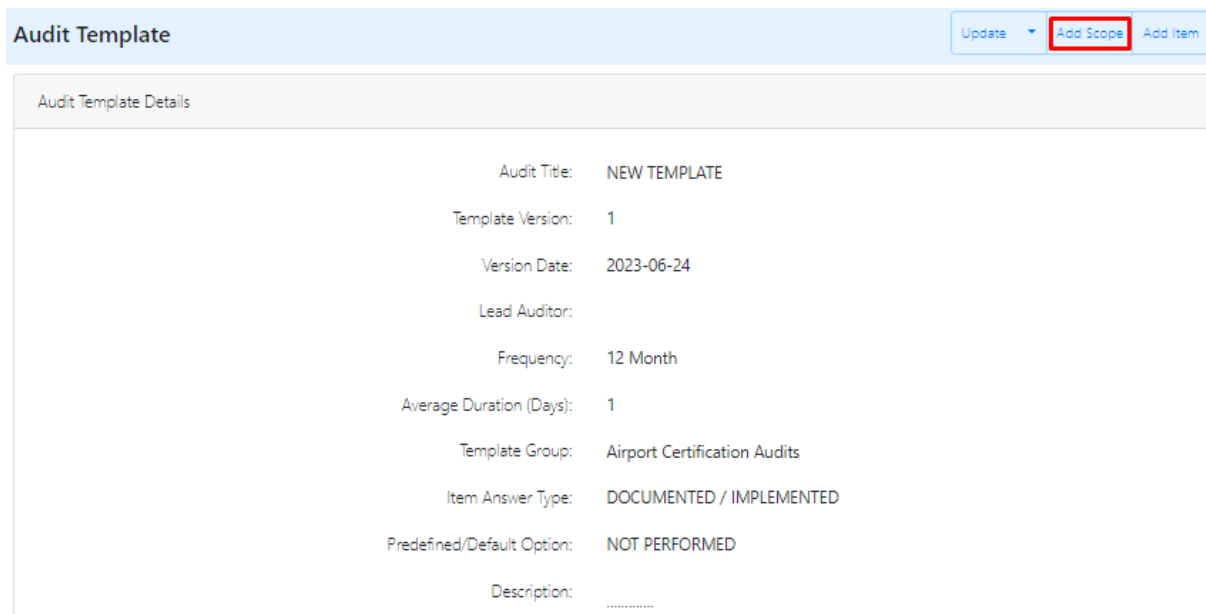 Audit Template
Update Add Scope Add Item
Audit Template Details
Audit Title: NEW TEMPLATE
Template Version: 1
Version Date: 2023-06-24
Lead Auditor:
Frequency: 12 Month
Average Duration (Days): 1
Template Group: Airport Certification Audits
Item Answer Type: DOCUMENTED / IMPLEMENTED
Predefined/Default Option: NOT PERFORMED
Description: .............